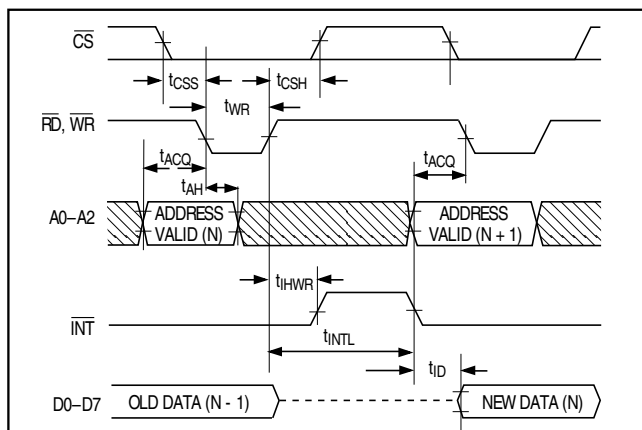 CS
tCSS
tCSH
tWR
RD, WR
tACQ
tACQ
tAH
A0–A2
ADDRESS
VALID (N)
ADDRESS
VALID (N + 1)
tIHWR
INT
tINTL
tID
D0–D7
OLD DATA (N - 1)
NEW DATA (N)